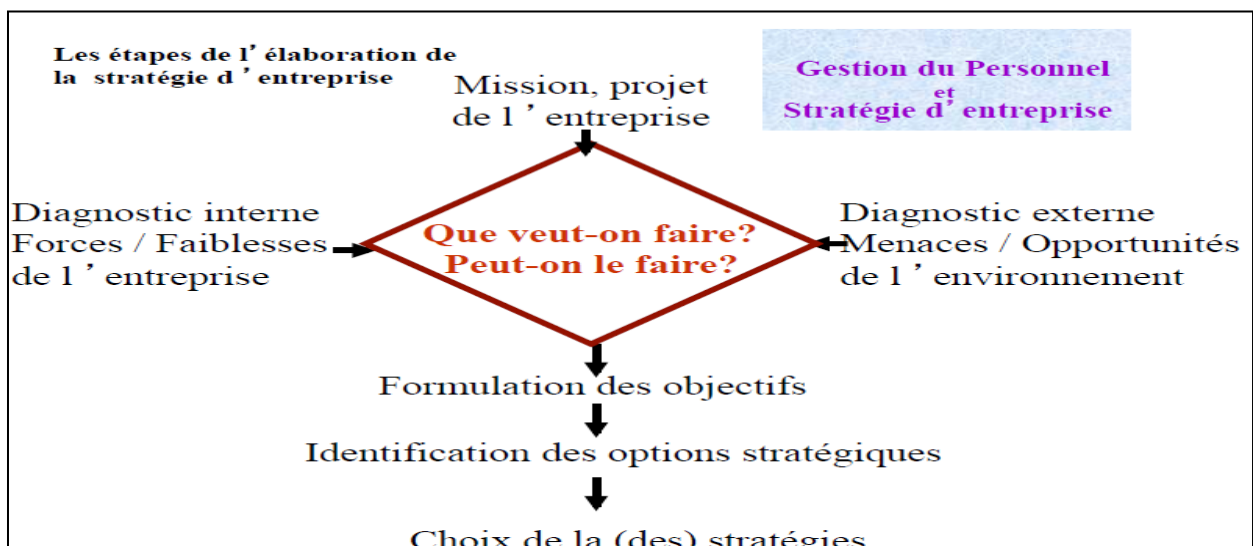 Les étapes de l’ élaboration de
la stratégie d ’ entreprise
Gestion du Personnel
et
Stratégie d’ entreprise
Mission, projet
de l ’ entreprise
Diagnostic interne
Forces / Faiblesses
de l ’ entreprise
Que veut-on faire?
Peut-on le faire?
Diagnostic externe
Menaces / Opportunités
de l ’ environnement
Formulation des objectifs
Identification des options stratégiques
Choix de la (des) stratégies